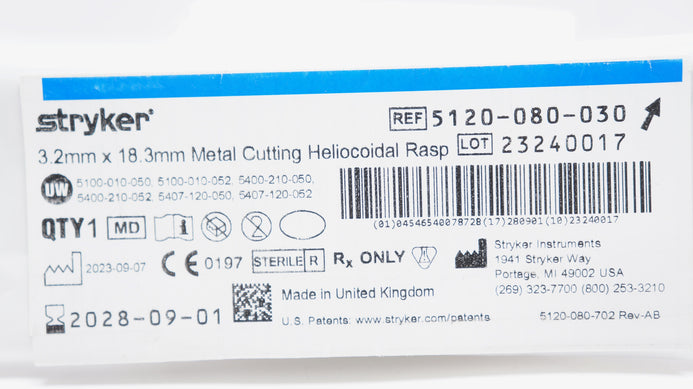 stryker®
REF 5120-080-030
3.2mm x 18.3mm Metal Cutting Heliocoidal Rasp
LOT 23240017
UW 5100-010-050, 5100-010-052, 5400-210-050,
5400-210-052, 5407-120-050, 5407-120-052
(01)04546540078728(17)280901(10)23240017
QTY 1 MD
2023-09-07
CE 0197
STERILE R
Rx ONLY
Stryker Instruments
1941 Stryker Way
Portage, MI 49002 USA
(269) 323-7700 (800) 253-3210
2028-09-01
Made in United Kingdom
U.S. Patents: www.stryker.com/patents
5120-080-702 Rev-AB